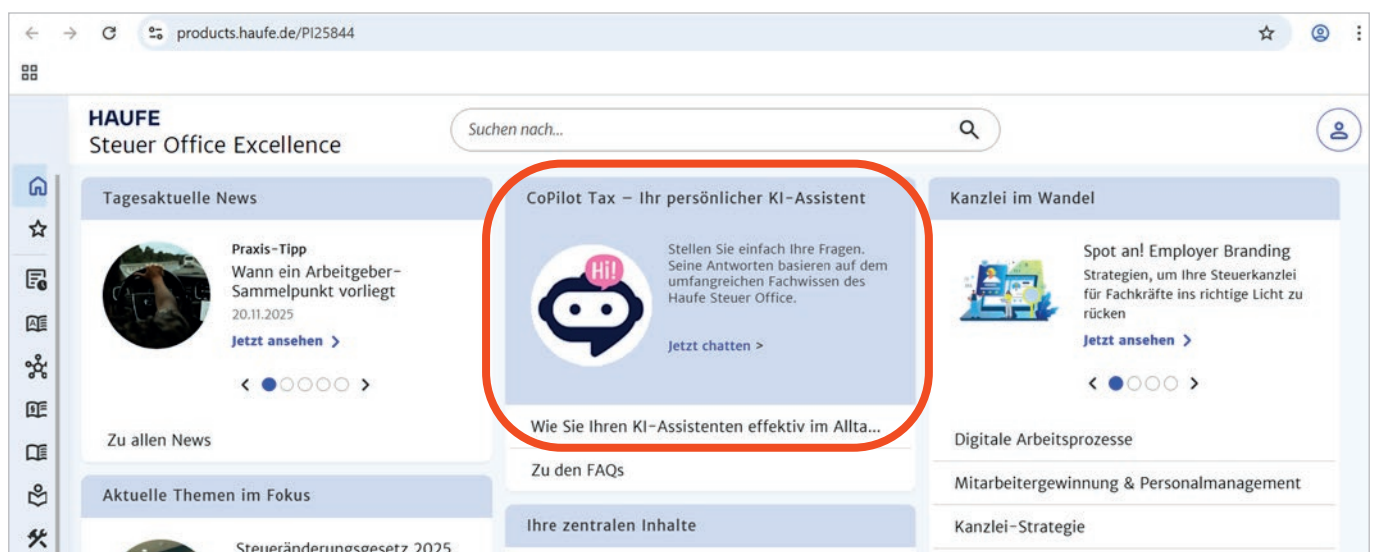 products.haufe.de/PI25844
HAUFE
Steuer Office Excellence
Suchen nach...
Tagesaktuelle News
Praxis-Tipp
Wann ein Arbeitgeber-
Sammelpunkt vorliegt
20.11.2025
Jetzt ansehen
Zu allen News
Aktuelle Themen im Fokus
Steueränderungsgesetz 2025
CoPilot Tax – Ihr persönlicher KI-Assistent
Hi!
Stellen Sie einfach Ihre Fragen.
Seine Antworten basieren auf dem
umfangreichen Fachwissen des
Haufe Steuer Office.
Jetzt chatten >
Wie Sie Ihren KI-Assistenten effektiv im Allta...
Zu den FAQs
Ihre zentralen Inhalte
Kanzlei im Wandel
Spot an! Employer Branding
Strategien, um Ihre Steuerkanzlei
für Fachkräfte ins richtige Licht zu
rücken
Jetzt ansehen
Digitale Arbeitsprozesse
Mitarbeitergewinnung & Personalmanagement
Kanzlei-Strategie